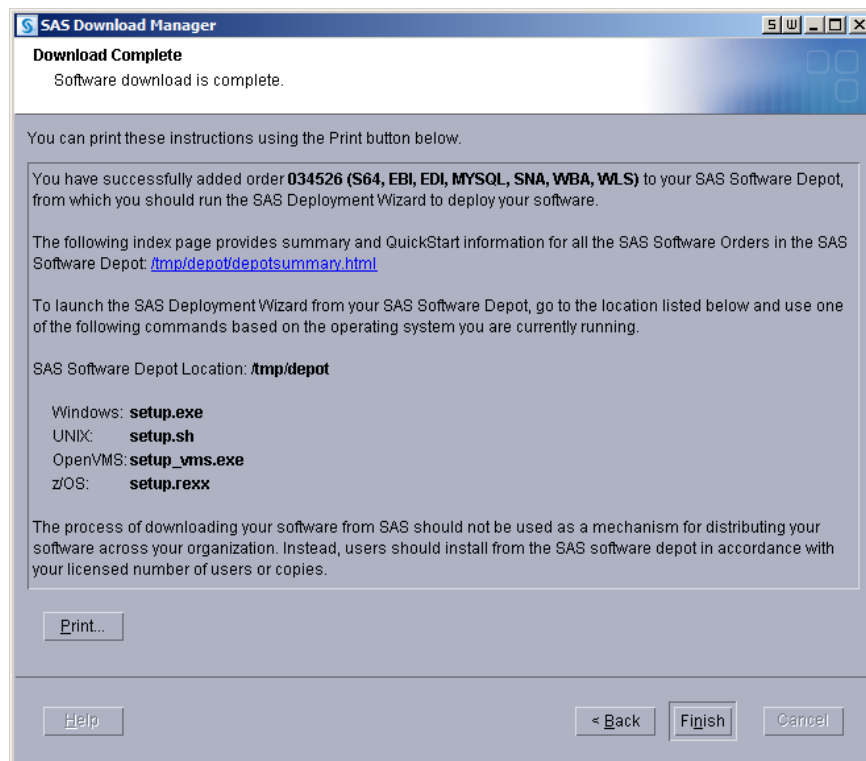 SAS Download Manager
Download Complete
Software download is complete.
You can print these instructions using the Print button below.
You have successfully added order 034526 (S64, EBI, EDI, MYSQL, SNA, WBA, WLS) to your SAS Software Depot,
from which you should run the SAS Deployment Wizard to deploy your software.
The following index page provides summary and QuickStart information for all the SAS Software Orders in the SAS
Software Depot: /tmp/depot/depotsummary.html
To launch the SAS Deployment Wizard from your SAS Software Depot, go to the location listed below and use one
of the following commands based on the operating system you are currently running.
SAS Software Depot Location: /tmp/depot
Windows: setup.exe
UNIX: setup.sh
OpenVMS: setup_vms.exe
z/OS: setup.rexx
The process of downloading your software from SAS should not be used as a mechanism for distributing your
software across your organization. Instead, users should install from the SAS software depot in accordance with
your licensed number of users or copies.
Print...
Help < Back Finish Cancel